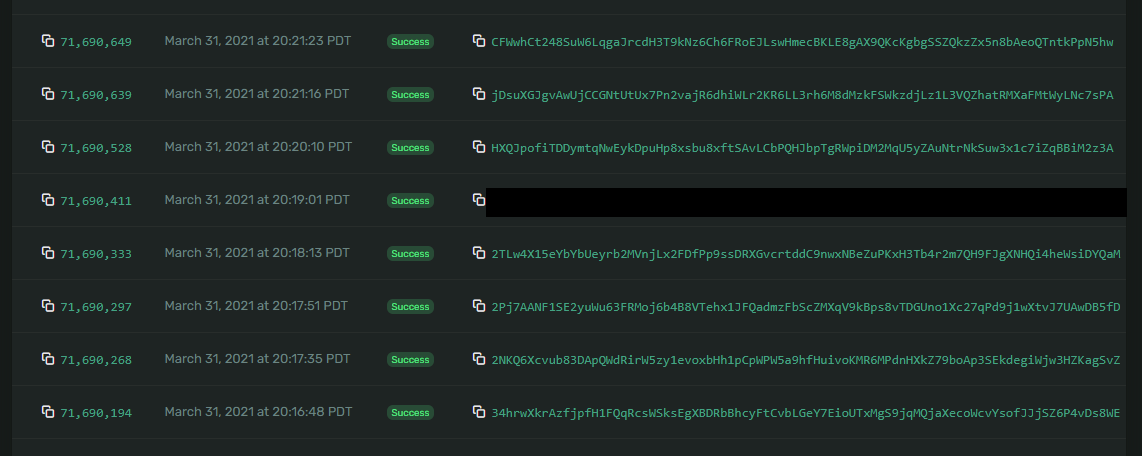 71,690,649 March 31, 2021 at 20:21:23 PDT Success CFWwhCt248SuW6LqgaJrcdH3T9kNz6Ch6FRoEJLswHmecBKLE8gAX9QKcKgbgSSZQkzZx5n8bAeoQTntkPpN5hw
71,690,639 March 31, 2021 at 20:21:16 PDT Success jDsuXGJgvAwUjCCGNtUtUx7Pn2vajR6dhiWLr2KR6LL3rh6M8dMzkFSWkzdjLz1L3VQZhatRMXaFMtWyLNc7sPA
71,690,528 March 31, 2021 at 20:20:10 PDT Success HXQJpofiTDDymtqNwEykDpuHp8xsbu8xftSAvLCbPQHJbpTgRWpiDM2MqU5yZAuNtrNkSuw3x1c7iZqBBiM2z3A
71,690,411 March 31, 2021 at 20:19:01 PDT Success
71,690,333 March 31, 2021 at 20:18:13 PDT Success 2TLw4X15eYbYbUeyrb2MVnjLx2FDfPp9ssDRXGvcrtddC9nwxNBeZuPKxH3Tb4r2m7QH9FJgXNHQi4heWsiDYQaM
71,690,297 March 31, 2021 at 20:17:51 PDT Success 2Pj7AANF1SE2yuWu63FRMoj6b4B8VTehx1JFQadmzFbScZMXqV9kBps8vTDGUno1Xc27qPd9j1wXtvJ7UAwDB5fD
71,690,268 March 31, 2021 at 20:17:35 PDT Success 2NKQ6Xcvub83DApQWdRirW5zy1evoxbHh1pCpWPW5a9hfHuivoKMR6MPdnHXkZ79boAp3SEkdegiWjw3HZKagSvZ
71,690,194 March 31, 2021 at 20:16:48 PDT Success 34hrwXkrAzfjpfH1FQqRcsWSksEgXBDRbBhcyFtCvbLGeY7EioUTxMgS9jqMQjaXecoWcvYsofJJjSZ6P4vDs8WE